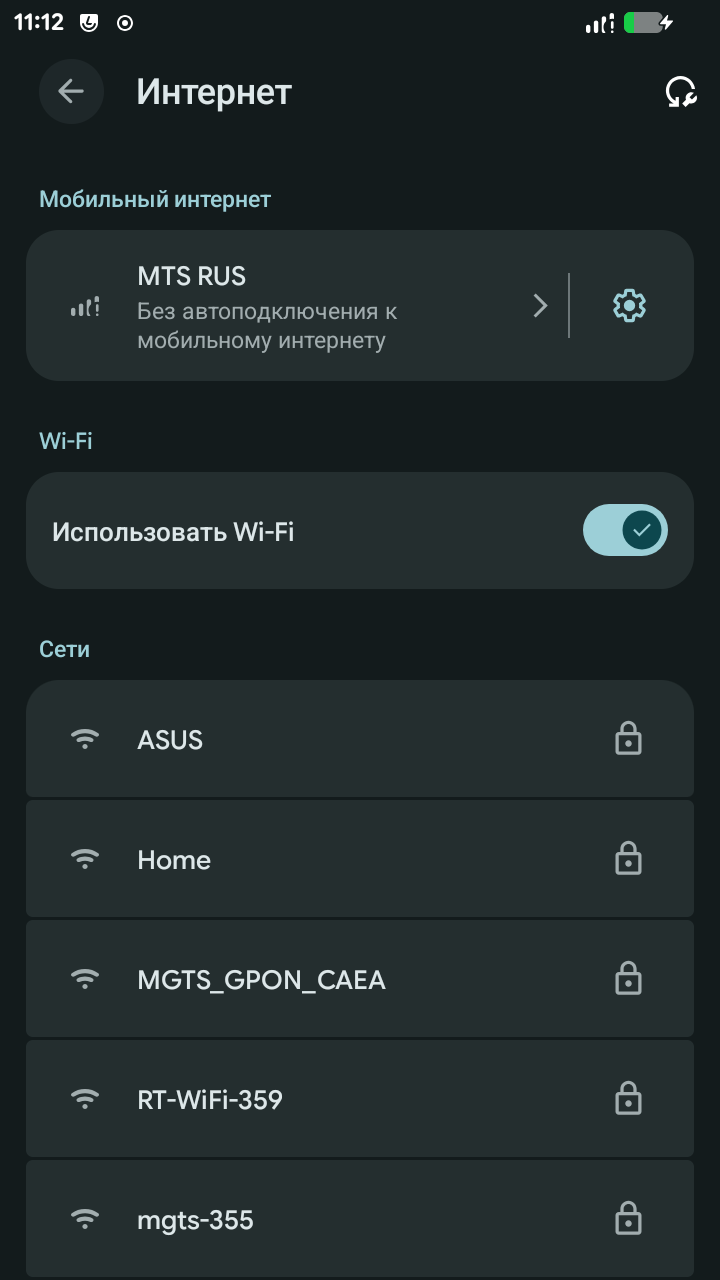 11:12
Интернет
Мобильный интернет
MTS RUS
Без автоподключения к
мобильному интернету
Wi-Fi
Использовать Wi-Fi
Сети
ASUS
Home
MGTS_GPON_CAEA
RT-WiFi-359
mgts-355